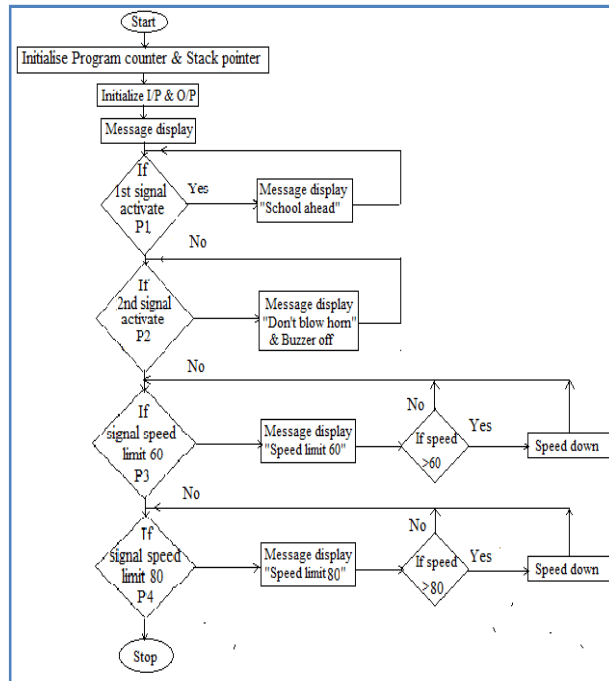 Start
Initialise Program counter & Stack pointer
Initialize I/P & O/P
Message display
If
1st signal
activate
P1
Yes
Message display
"School ahead"
No
If
2nd signal
activate
P2
Message display
"Don't blow horn"
& Buzzer off
No
If
signal speed
limit 60
P3
Message display
"Speed limit 60"
No
If speed
>60
Yes
Speed down
No
If
signal speed
limit 80
P4
Message display
"Speed limit 80"
No
If speed
>80
Yes
Speed down
Stop